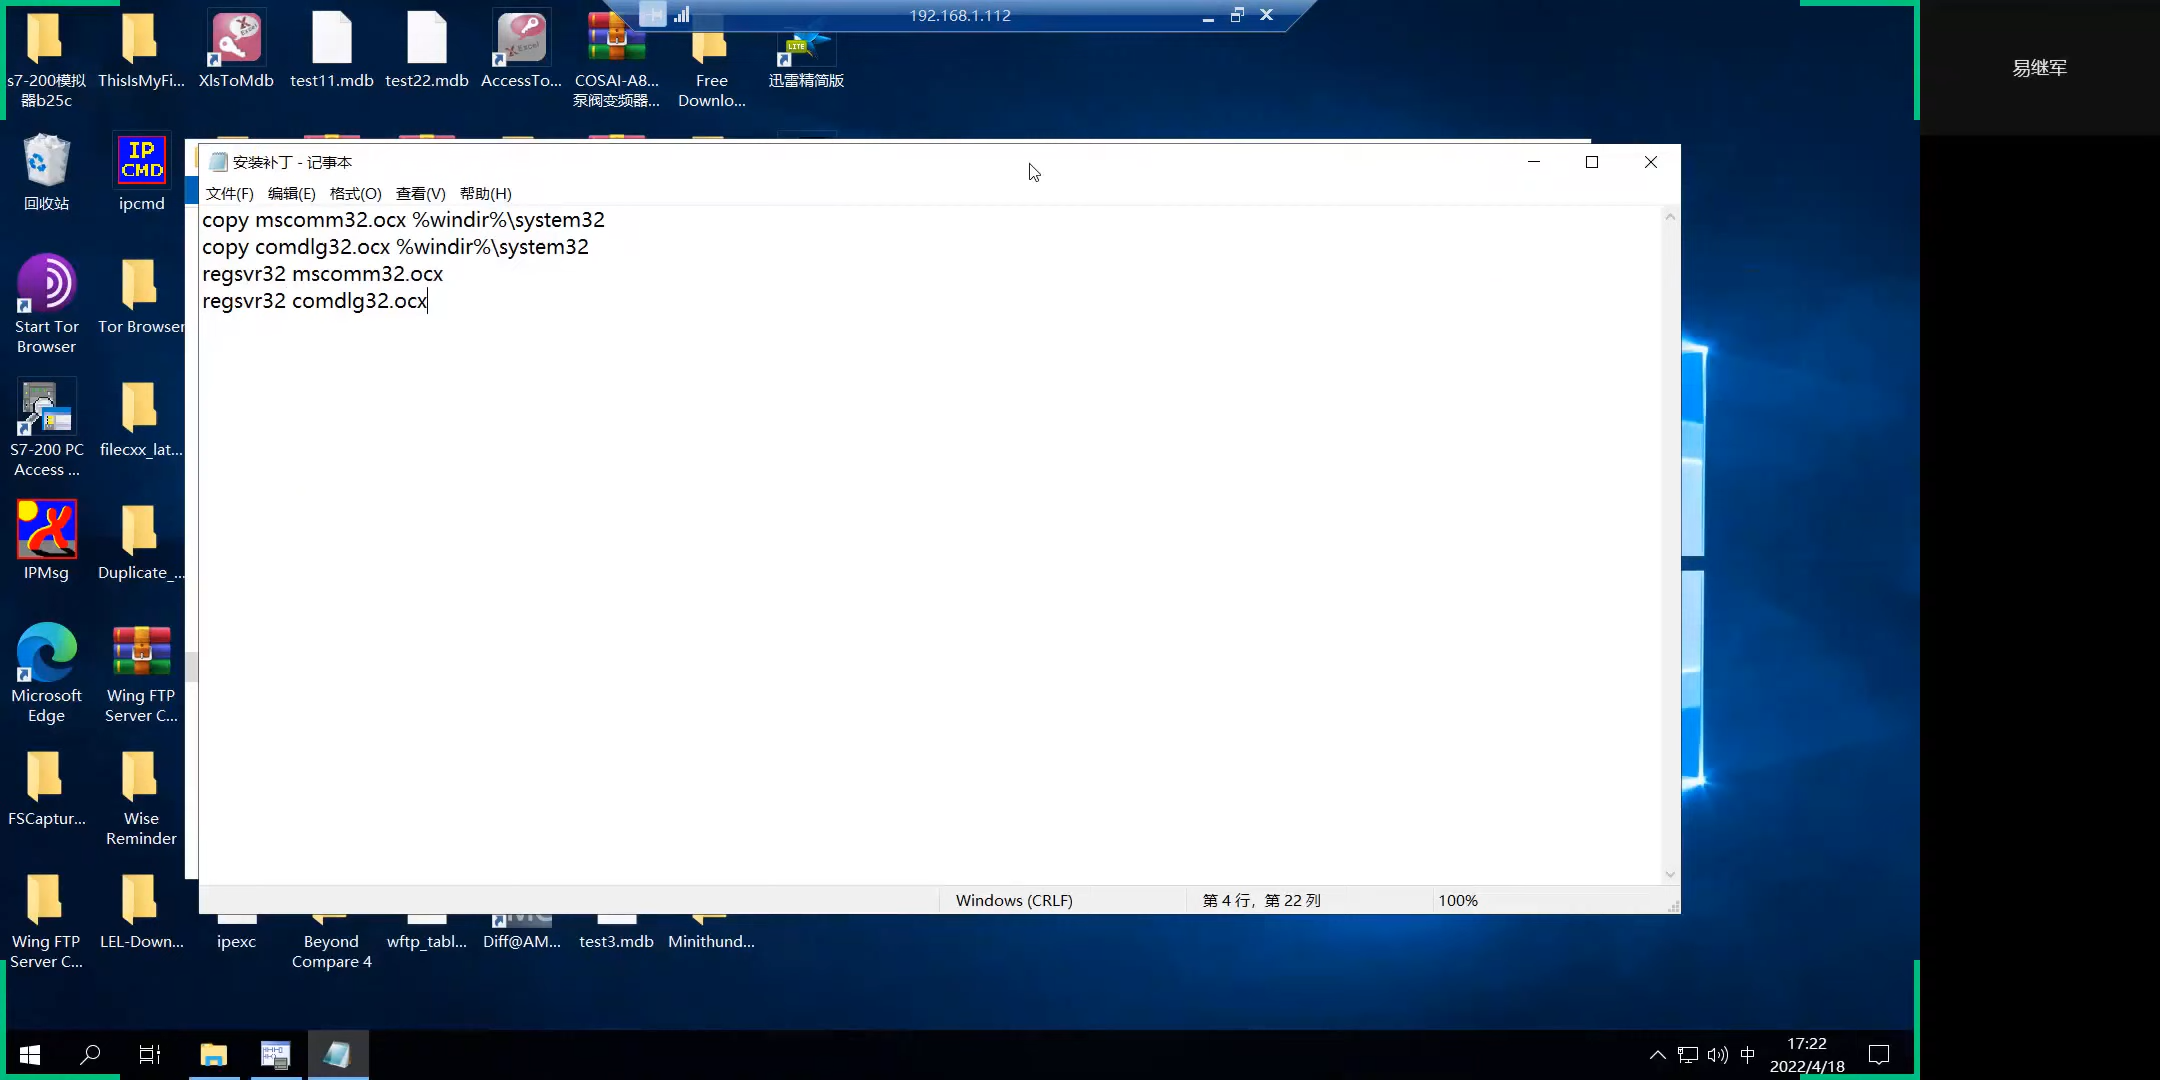 192.168.1.112
易继军
s7-200模拟
器b25c
ThisIsMyFi...
XlsToMdb
test11.mdb
test22.mdb
AccessTo...
COSAI-A8...
泵阀变频器...
Free
Downlo...
LITE
迅雷精简版
回收站
IP
CMD
ipcmd
安装补丁 - 记事本
文件(F) 编辑(E) 格式(O) 查看(V) 帮助(H)
copy mscomm32.ocx %windir%\system32
copy comdlg32.ocx %windir%\system32
regsvr32 mscomm32.ocx
regsvr32 comdlg32.ocx
Start Tor
Browser
Tor Browser
S7-200 PC
Access ...
filecxx_lat...
IPMsg
Duplicate_...
Microsoft
Edge
Wing FTP
Server C...
FSCaptur...
Wise
Reminder
Windows (CRLF)
第 4 行，第 22 列
100%
Wing FTP
Server C...
LEL-Down...
ipexc
Beyond
Compare 4
wftp_tabl...
Diff@AM...
test3.mdb
Minithund...
中
17:22
2022/4/18